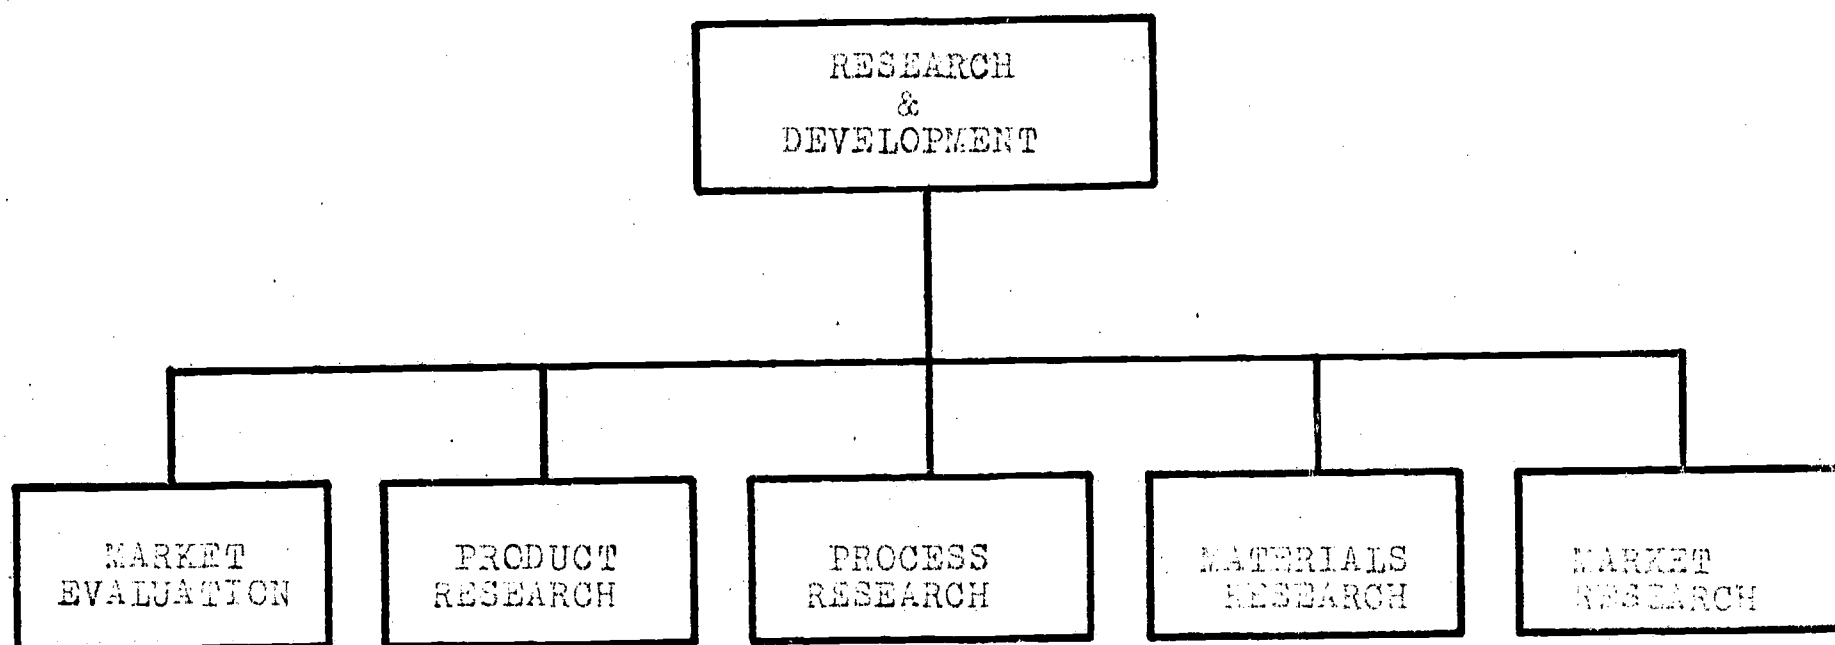 RESEARCH
&
DEVELOPMENT
MARKET
EVALUATION
PRODUCT
RESEARCH
PROCESS
RESEARCH
MATERIALS
RESEARCH
MARKET
RESEARCH